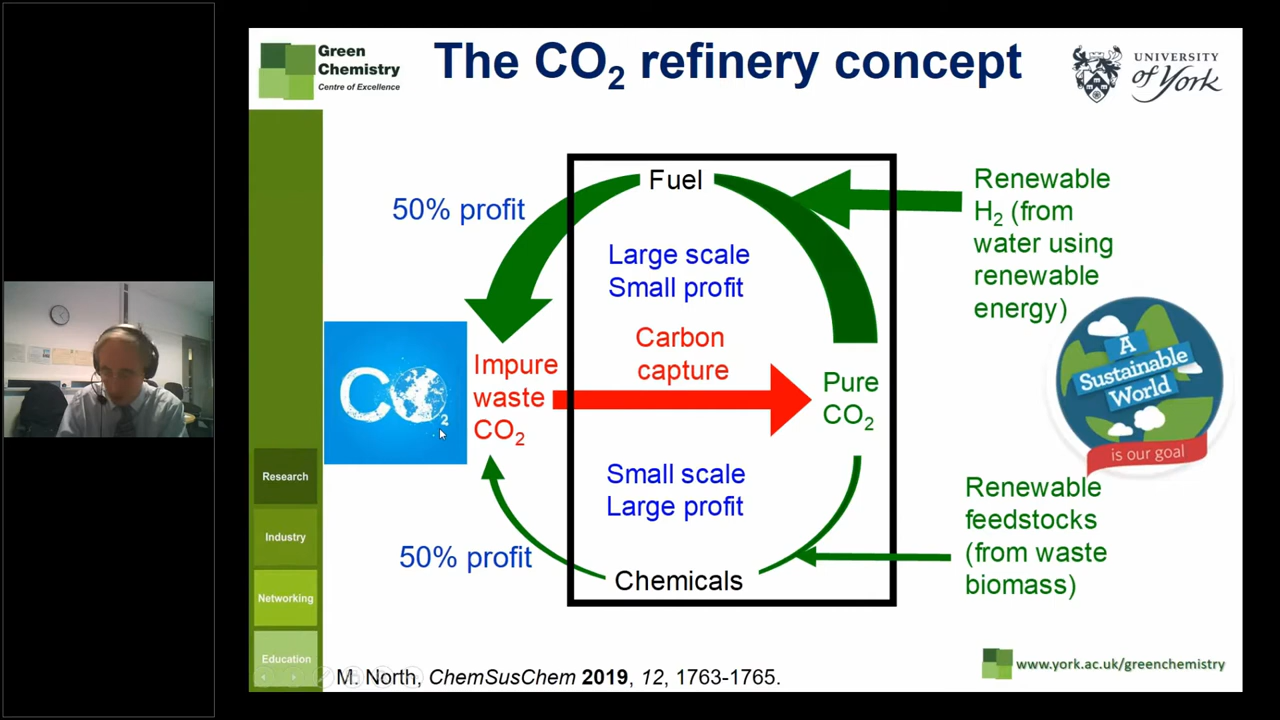 Green
Chemistry
Centre of Excellence
The CO₂ refinery concept
UNIVERSITY
of York
Fuel
50% profit
Large scale
Small profit
Renewable
H₂ (from
water using
renewable
energy)
Carbon
capture
CO₂
Impure
waste
CO₂
Pure
CO₂
A
Sustainable
World
is our goal
Small scale
Large profit
50% profit
Chemicals
Renewable
feedstocks
(from waste
biomass)
Research
Industry
Networking
Education
M. North, ChemSusChem 2019, 12, 1763-1765.
www.york.ac.uk/greenchemistry